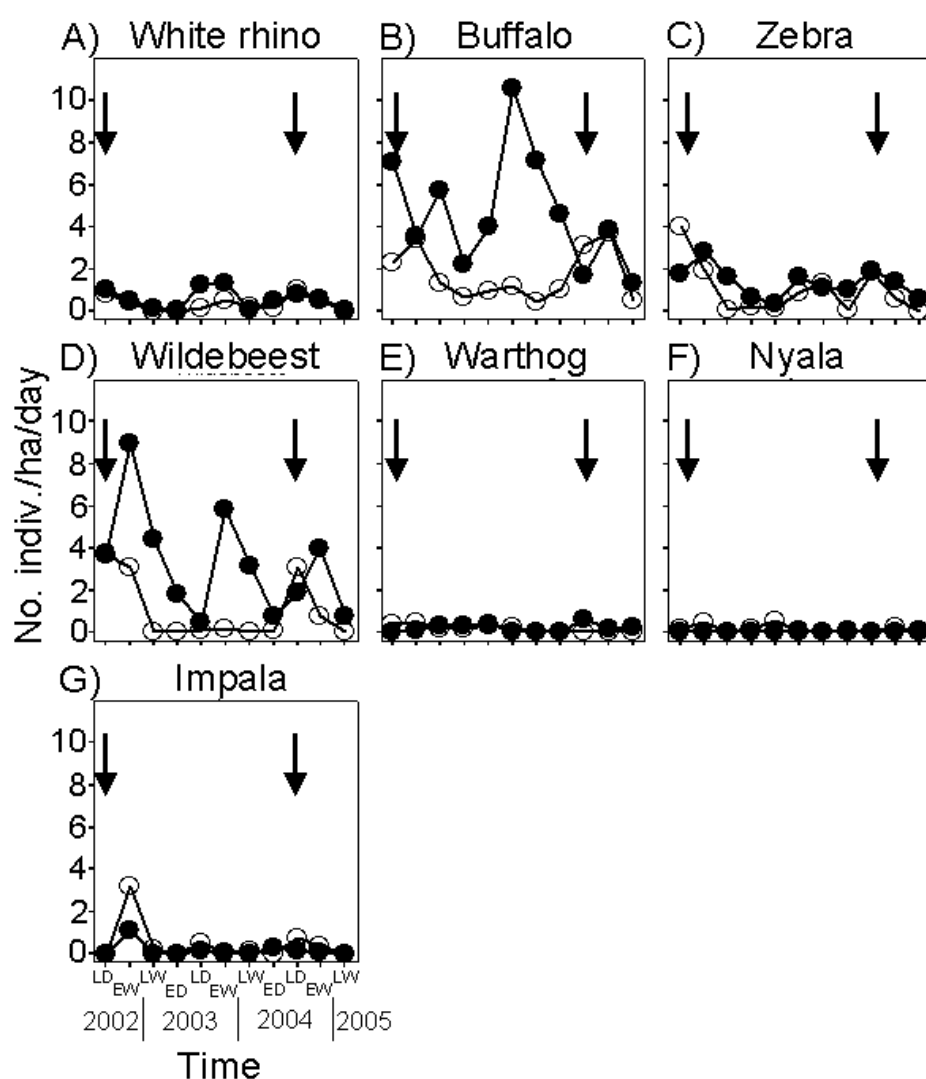 A) White rhino
B) Buffalo
C) Zebra
10
8
6
4
2
0
D) Wildebeest
E) Warthog
F) Nyala
10
8
6
4
2
0
No. indiv./ha/day
G) Impala
10
8
6
4
2
0
LD EW LW ED LD EW LW ED LD EW LW
2002 2003 2004 2005
Time